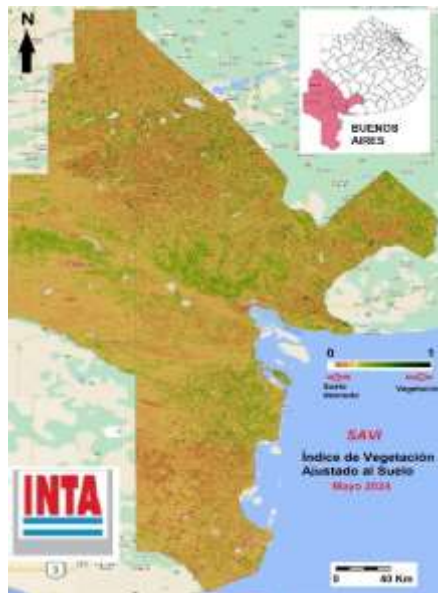 N
BUENOS
AIRES
0 1
Suelo
desnudo
Vegetación
SAVI
Índice de Vegetación
Ajustado al Suelo
Mayo 2024
INTA
3
0 40 Km